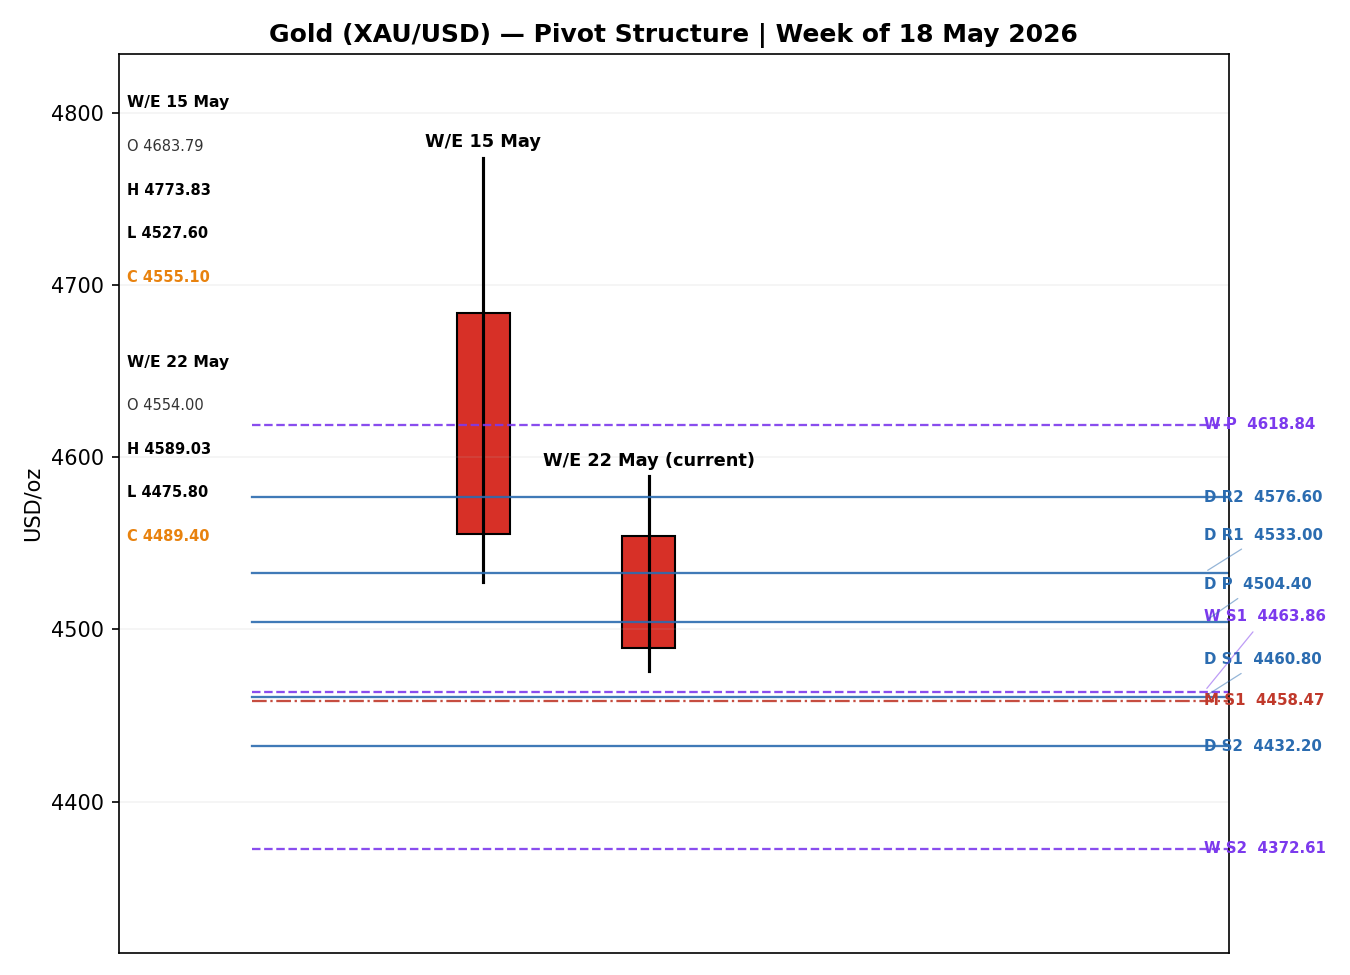 Gold (XAU/USD) — Pivot Structure | Week of 18 May 2026
USD/oz
4800
4700
4600
4500
4400
W/E 15 May
O 4683.79
H 4773.83
L 4527.60
C 4555.10
W/E 22 May
O 4554.00
H 4589.03
L 4475.80
C 4489.40
W/E 15 May
W/E 22 May (current)
W P 4618.84
D R2 4576.60
D R1 4533.00
D P 4504.40
W S1 4463.86
D S1 4460.80
M S1 4458.47
D S2 4432.20
W S2 4372.61